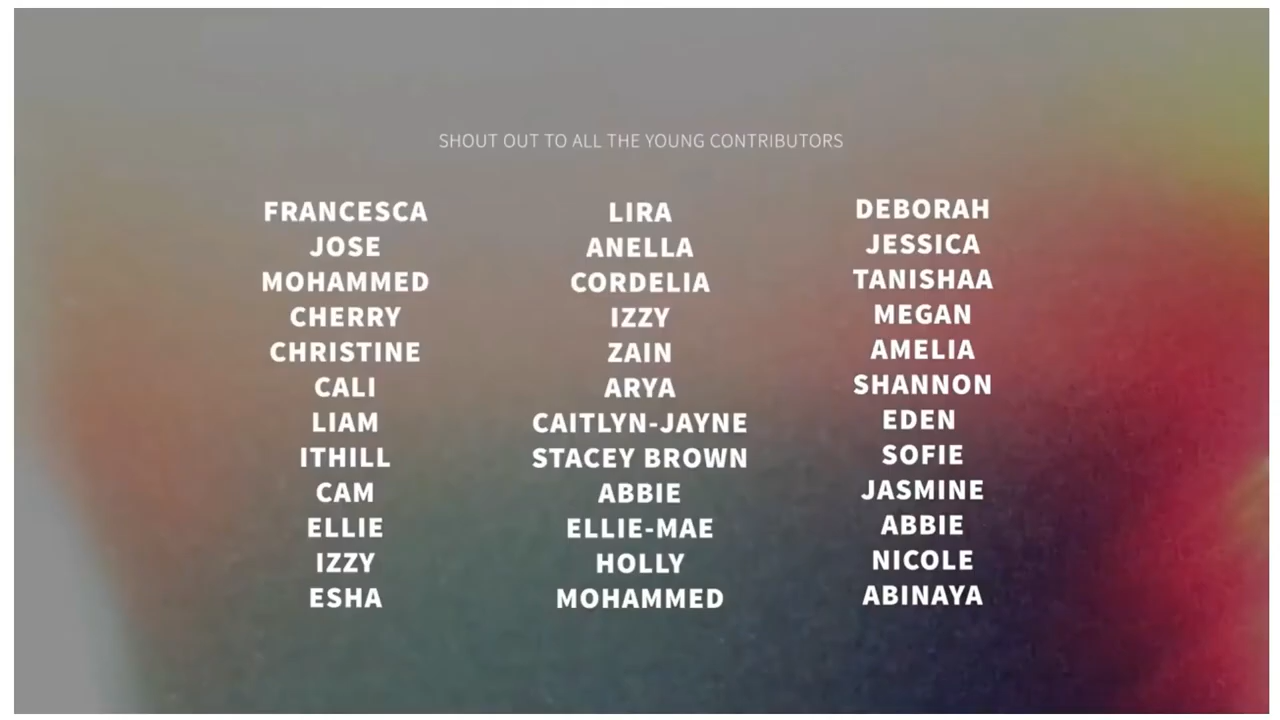 SHOUT OUT TO ALL THE YOUNG CONTRIBUTORS
FRANCESCA
JOSE
MOHAMMED
CHERRY
CHRISTINE
CALI
LIAM
ITHILL
CAM
ELLIE
IZZY
ESHA
LIRA
ANELLA
CORDELIA
IZZY
ZAIN
ARYA
CAITLYN-JAYNE
STACEY BROWN
ABBIE
ELLIE-MAE
HOLLY
MOHAMMED
DEBORAH
JESSICA
TANISHAA
MEGAN
AMELIA
SHANNON
EDEN
SOFIE
JASMINE
ABBIE
NICOLE
ABINAYA